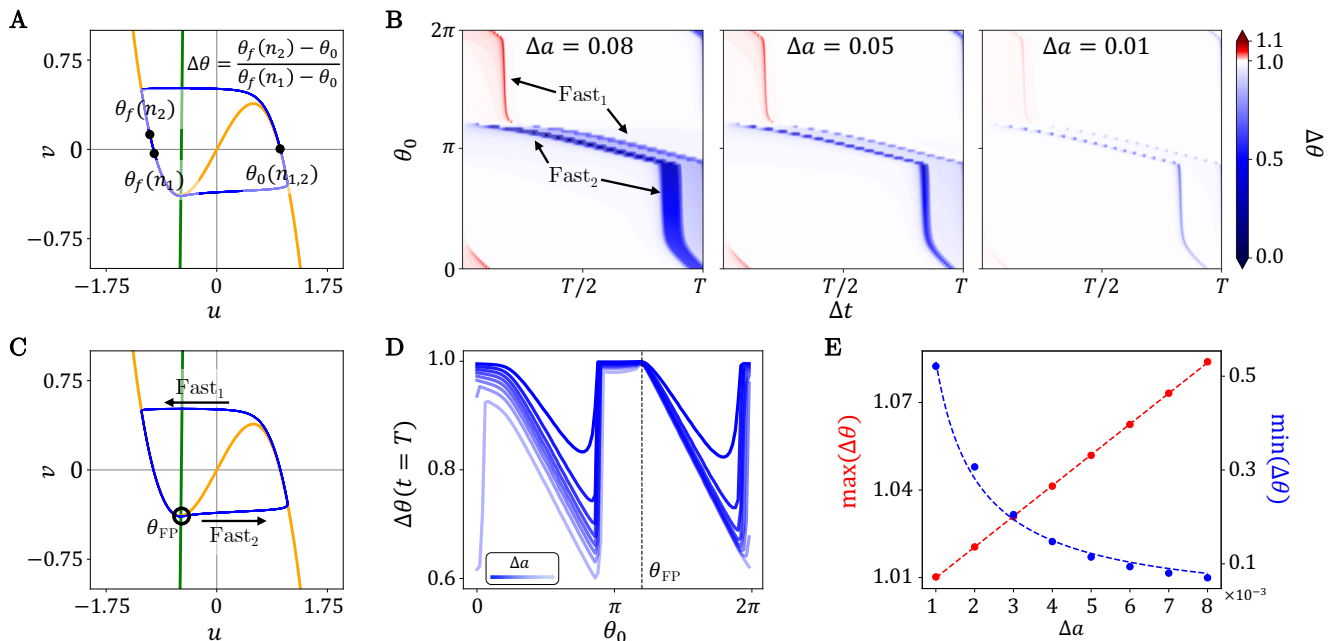 A
0.75
0
−0.75
−1.75
0
1.75
u
v
Δθ = θf(n2) − θ0 / θf(n1) − θ0
θf(n2)
θf(n1)
θ0(n1,2)
B
2π
π
0
θ0
Δa = 0.08
Δa = 0.05
Δa = 0.01
Fast1
Fast2
T/2
T
T/2
T
T/2
T
Δt
1.1
1.0
0.5
0.0
Δθ
C
0.75
0
−0.75
−1.75
0
1.75
u
v
Fast1
Fast2
θFP
D
1.0
0.8
0.6
Δθ(t = T)
Δa
θFP
0
π
2π
θ0
E
1.07
1.04
1.01
max(Δθ)
0.5
0.3
0.1
×10−3
min(Δθ)
1 2 3 4 5 6 7 8
Δa